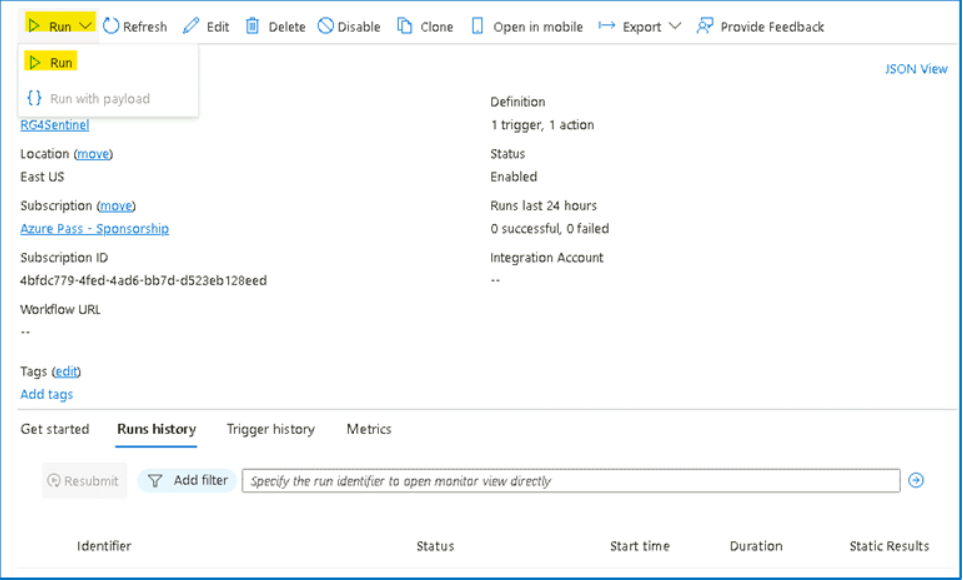 Run Refresh Edit Delete Disable Clone Open in mobile Export Provide Feedback
Run
JSON View
{} Run with payload
Definition
RG4Sentinel
1 trigger, 1 action
Location (move)
Status
East US
Enabled
Subscription (move)
Runs last 24 hours
Azure Pass - Sponsorship
0 successful, 0 failed
Subscription ID
Integration Account
4bfdc779-4fed-4ad6-bb7d-d523eb128eed
--
Workflow URL
--
Tags (edit)
Add tags
Get started Runs history Trigger history Metrics
Resubmit Add filter Specify the run identifier to open monitor view directly
Identifier Status Start time Duration Static Results